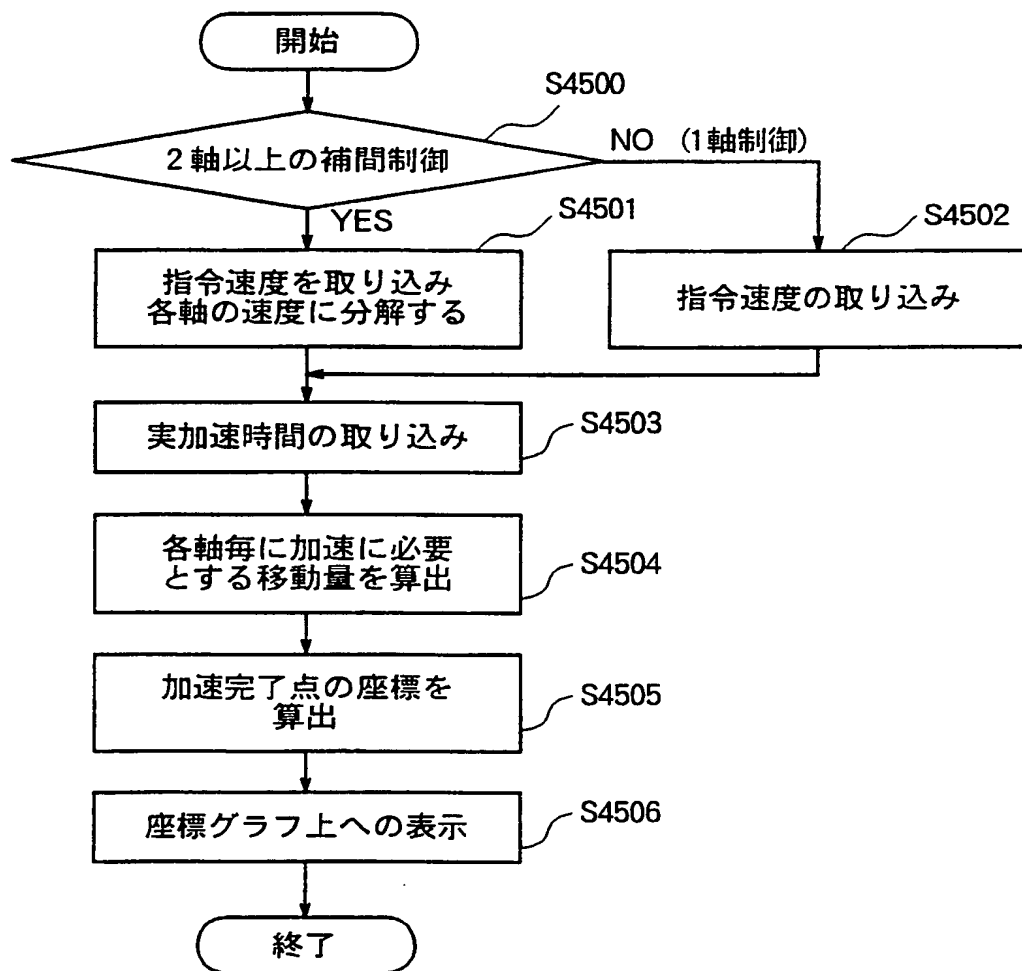 開始
S4500
2軸以上の補間制御
NO (1軸制御)
YES
S4501
指令速度を取り込み
各軸の速度に分解する
S4502
指令速度の取り込み
実加速時間の取り込み
S4503
各軸毎に加速に必要
とする移動量を算出
S4504
加速完了点の座標を
算出
S4505
座標グラフ上への表示
S4506
終了